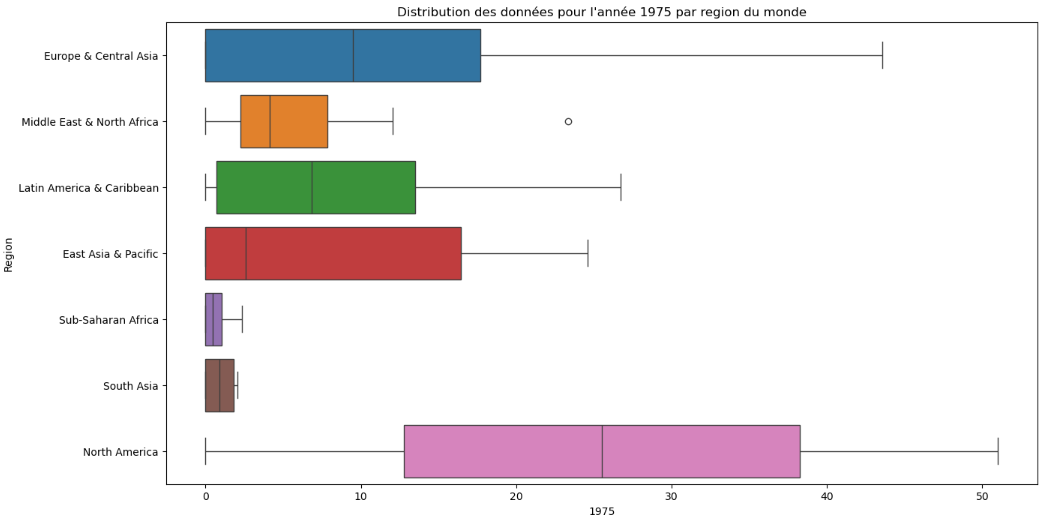 Distribution des données pour l'année 1975 par region du monde
Region
Europe & Central Asia
Middle East & North Africa
Latin America & Caribbean
East Asia & Pacific
Sub-Saharan Africa
South Asia
North America
0 10 20 30 40 50
1975